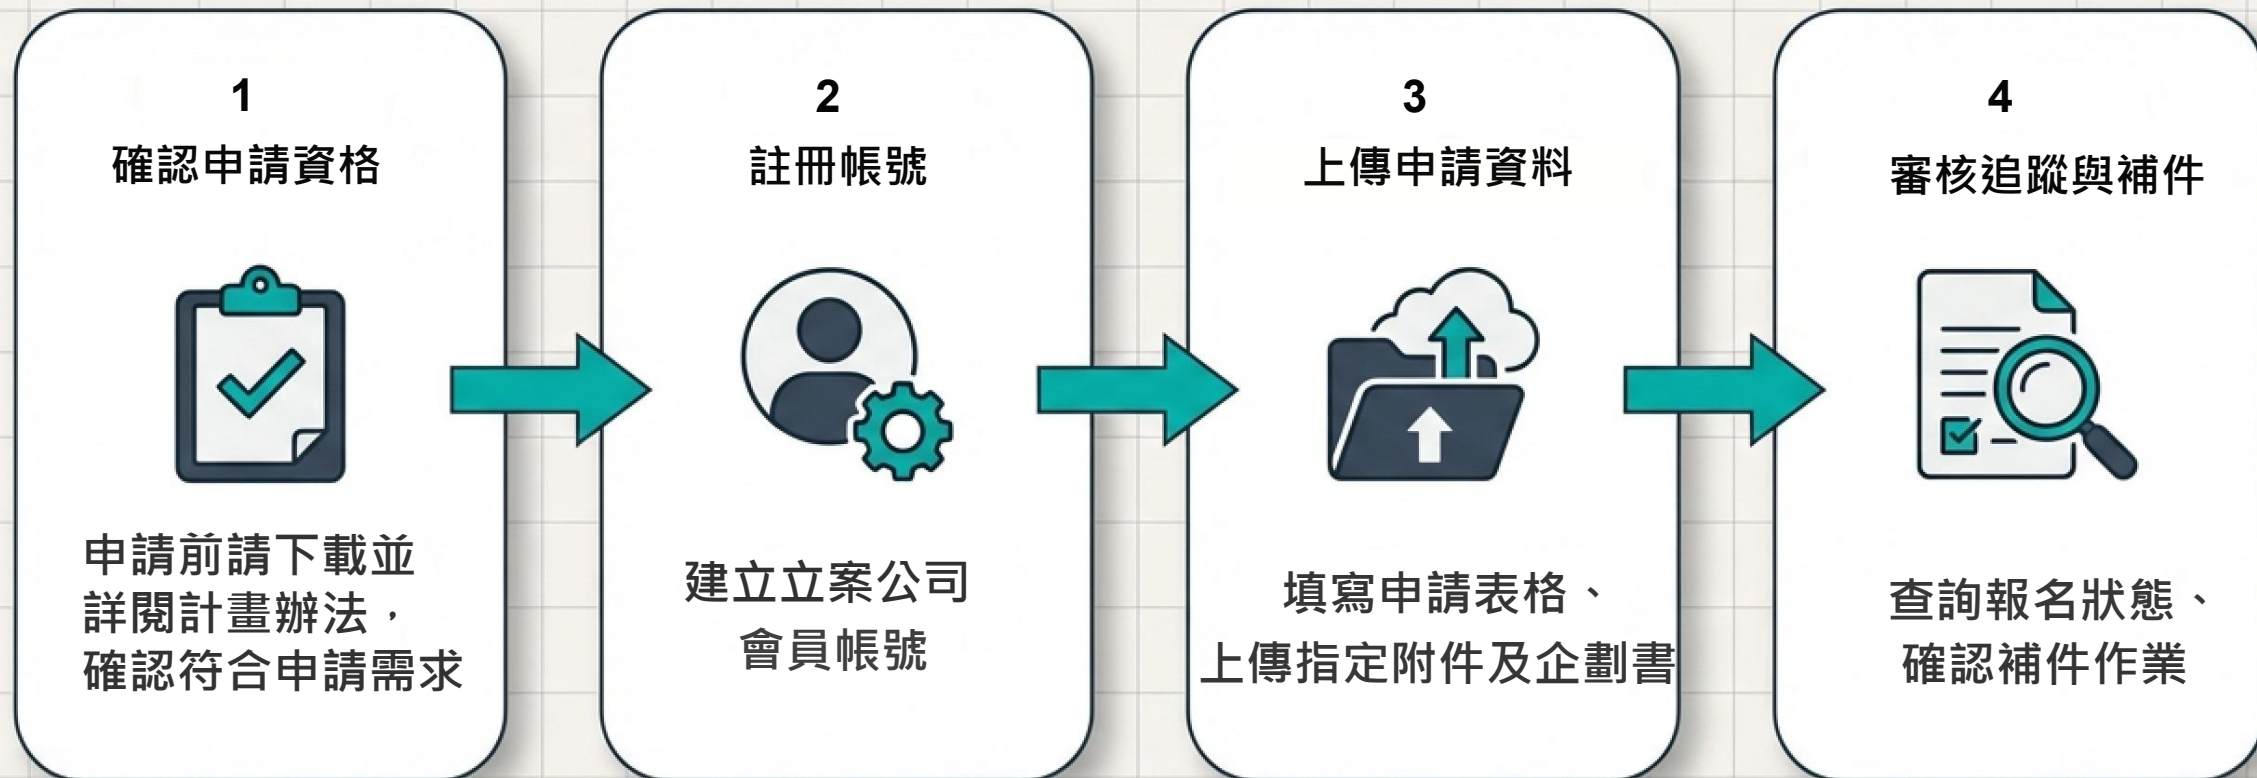 1
確認申請資格
申請前請下載並
詳閱計畫辦法，
確認符合申請需求
2
註冊帳號
建立立案公司
會員帳號
3
上傳申請資料
填寫申請表格、
上傳指定附件及企劃書
4
審核追蹤與補件
查詢報名狀態、
確認補件作業